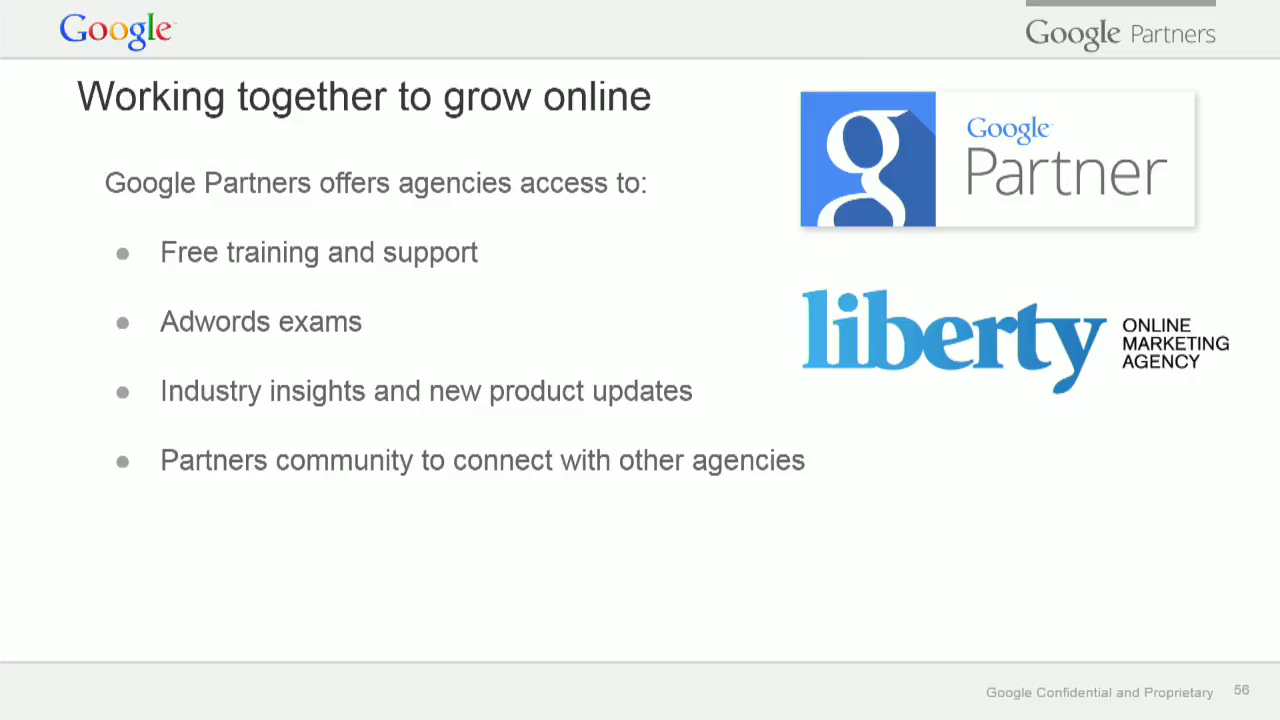 Google
Google Partners
Working together to grow online
Google
Partner
Google Partners offers agencies access to:
● Free training and support
● Adwords exams
● Industry insights and new product updates
● Partners community to connect with other agencies
liberty
ONLINE
MARKETING
AGENCY
Google Confidential and Proprietary
56